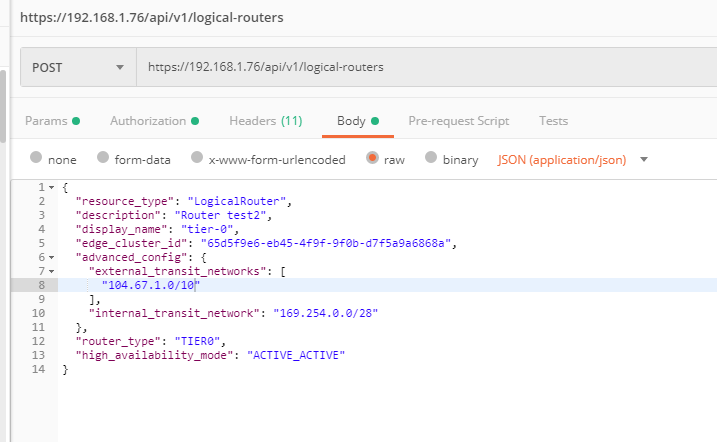 https://192.168.1.76/api/v1/logical-routers
POST https://192.168.1.76/api/v1/logical-routers
Params Authorization Headers (11) Body Pre-request Script Tests
none form-data x-www-form-urlencoded raw binary JSON (application/json)
1 {
2 "resource_type": "LogicalRouter",
3 "description": "Router test2",
4 "display_name": "tier-0",
5 "edge_cluster_id": "65d5f9e6-eb45-4f9f-9f0b-d7f5a9a6868a",
6 "advanced_config": {
7 "external_transit_networks": [
8 "104.67.1.0/10"
9 ],
10 "internal_transit_network": "169.254.0.0/28"
11 },
12 "router_type": "TIER0",
13 "high_availability_mode": "ACTIVE_ACTIVE"
14 }